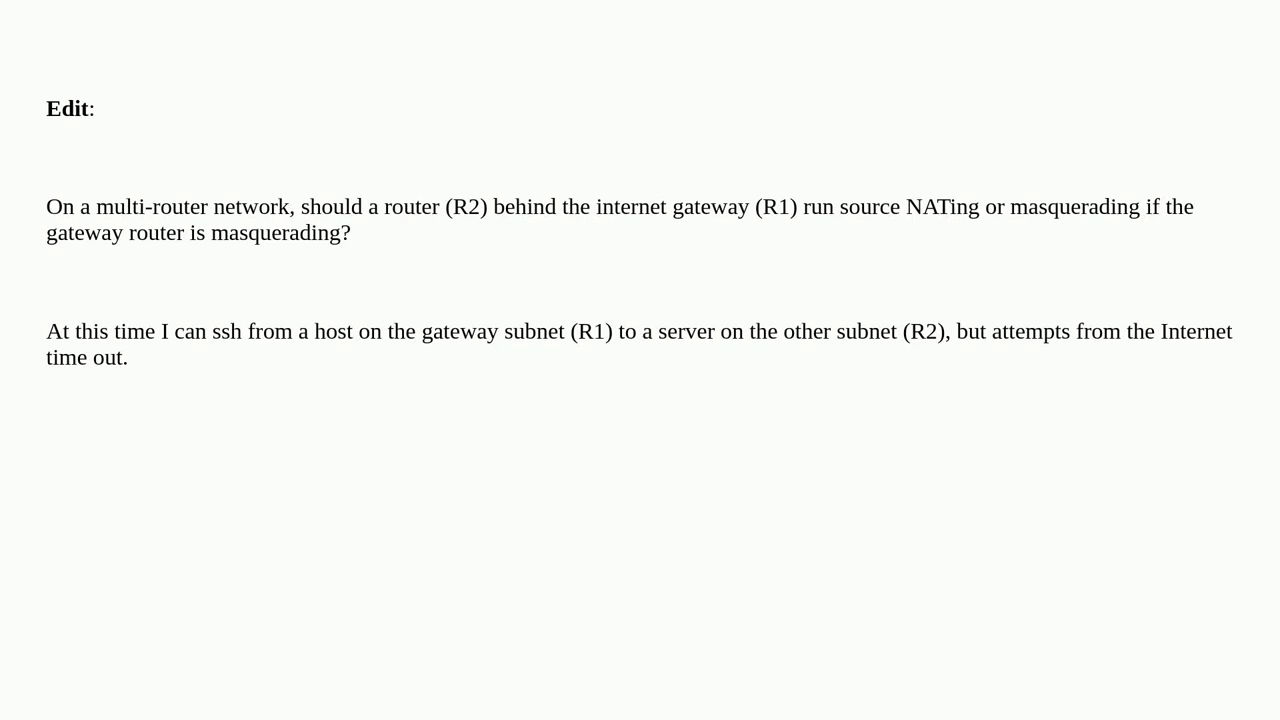 Edit:
On a multi-router network, should a router (R2) behind the internet gateway (R1) run source NATing or masquerading if the
gateway router is masquerading?
At this time I can ssh from a host on the gateway subnet (R1) to a server on the other subnet (R2), but attempts from the Internet
time out.